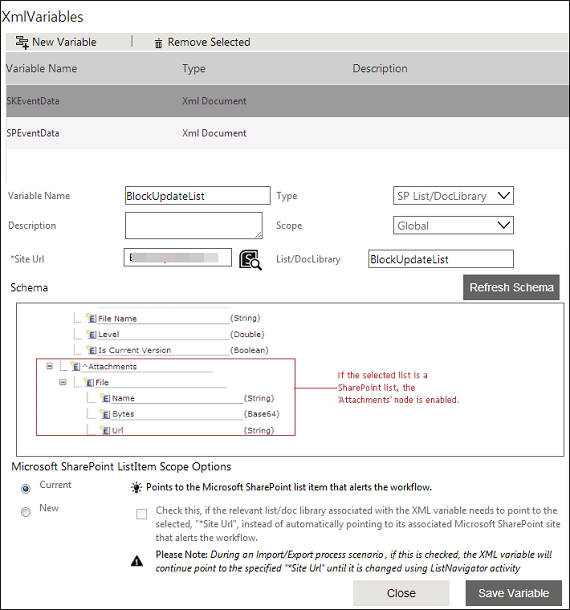 XmlVariables
New Variable | Remove Selected
Variable Name Type Description
SKEventData Xml Document
SPEventData Xml Document
Variable Name BlockUpdateList Type SP List/DocLibrary
Description Scope Global
*Site Url List/DocLibrary BlockUpdateList
Schema Refresh Schema
File Name (String)
Level (Double)
Is Current Version (Boolean)
^Attachments
File
Name (String)
Bytes (Base64)
Url (String)
If the selected list is a
SharePoint list, the
'Attachments' node is enabled.
Microsoft SharePoint ListItem Scope Options
Current Points to the Microsoft SharePoint list item that alerts the workflow.
New Check this, if the relevant list/doc library associated with the XML variable needs to point to the
selected, "*Site Url", instead of automatically pointing to its associated Microsoft SharePoint site
that alerts the workflow.
Please Note: During an Import/Export process scenario , if this is checked, the XML variable will
continue point to the specified "*Site Url" until it is changed using ListNavigator activity
Close Save Variable